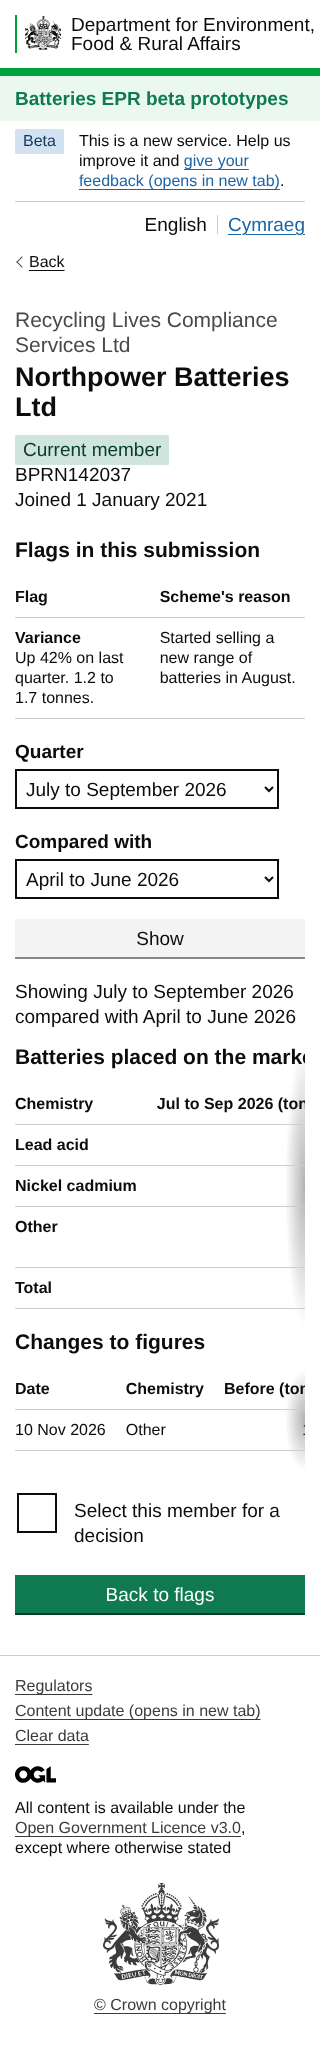 Department for Environment,
Food & Rural Affairs
Batteries EPR beta prototypes
Beta
This is a new service. Help us
improve it and give your
feedback (opens in new tab).
English
Cymraeg
Back
Recycling Lives Compliance
Services Ltd
Northpower Batteries
Ltd
Current member
BPRN142037
Joined 1 January 2021
Flags in this submission
Flag Scheme's reason
Variance
Up 42% on last
quarter. 1.2 to
1.7 tonnes.
Started selling a
new range of
batteries in August.
Quarter
July to September 2026
Compared with
April to June 2026
Show
Showing July to September 2026
compared with April to June 2026
Batteries placed on the mark
Chemistry Jul to Sep 2026 (ton
Lead acid
Nickel cadmium
Other
Total
Changes to figures
Date Chemistry Before (ton
10 Nov 2026 Other
Select this member for a
decision
Back to flags
Regulators
Content update (opens in new tab)
Clear data
OGL
All content is available under the
Open Government Licence v3.0,
except where otherwise stated
DIEU ET MON DROIT
© Crown copyright